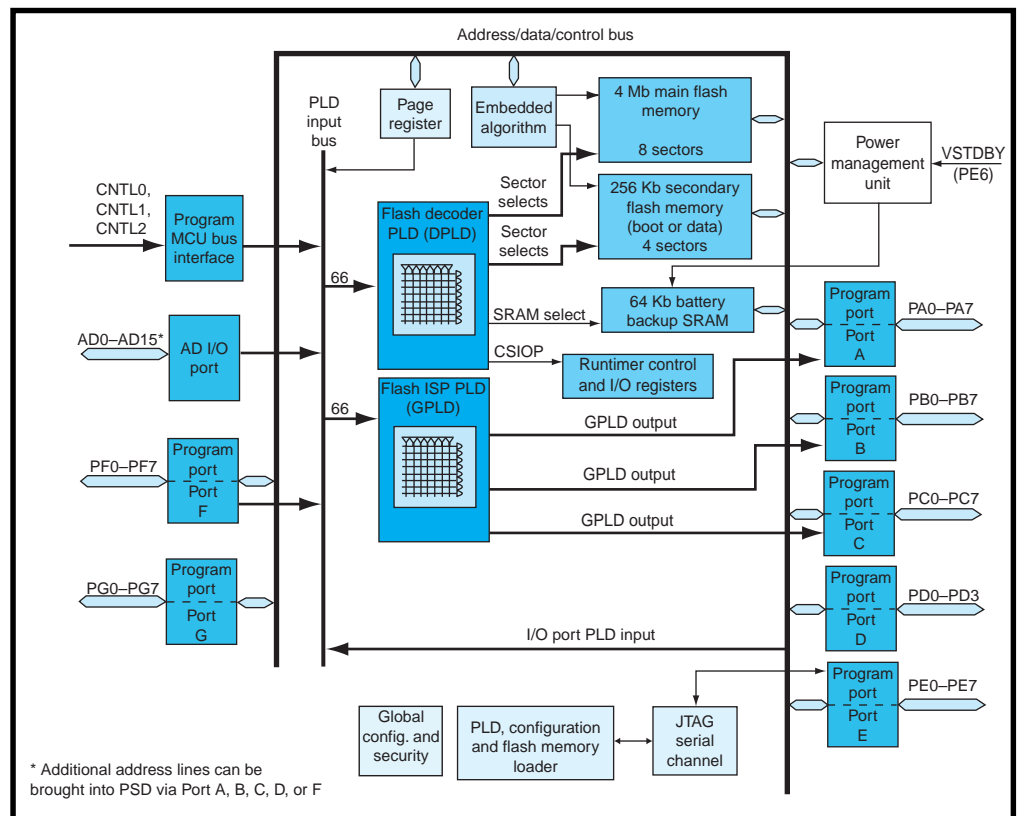 Address/data/control bus
PLD
input
bus
Page
register
Embedded
algorithm
4 Mb main flash
memory
8 sectors
Power
management
unit
VSTDBY
(PE6)
CNTL0,
CNTL1,
CNTL2
Program
MCU bus
interface
Sector
selects
256 Kb secondary
flash memory
(boot or data)
4 sectors
Flash decoder
PLD (DPLD)
Sector
selects
66
SRAM select
64 Kb battery
backup SRAM
Program
port
Port
A
PA0–PA7
AD0–AD15*
AD I/O
port
CSIOP
Runtimer control
and I/O registers
Flash ISP PLD
(GPLD)
66
GPLD output
Program
port
Port
B
PB0–PB7
PF0–PF7
Program
port
Port
F
GPLD output
GPLD output
Program
port
Port
C
PC0–PC7
PG0–PG7
Program
port
Port
G
Program
port
Port
D
PD0–PD3
I/O port PLD input
Program
port
Port
E
PE0–PE7
Global
config. and
security
PLD, configuration
and flash memory
loader
JTAG
serial
channel
* Additional address lines can be
brought into PSD via Port A, B, C, D, or F